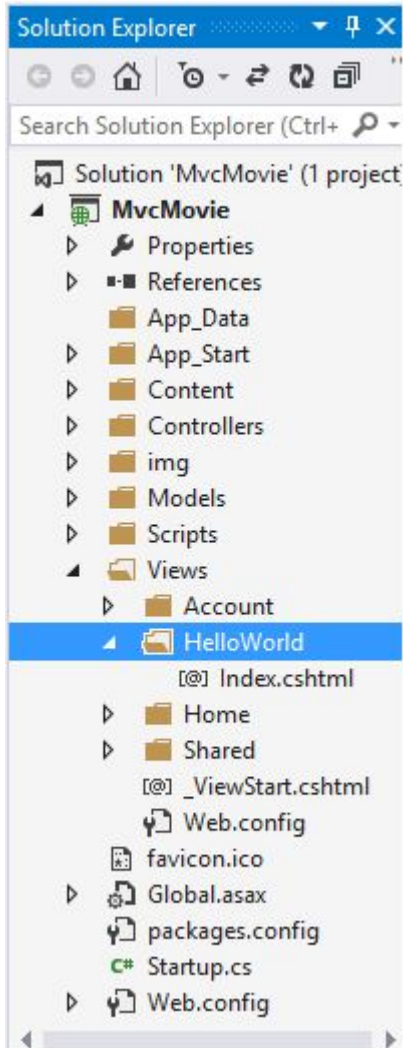 Solution Explorer
Search Solution Explorer (Ctrl+
Solution 'MvcMovie' (1 project
MvcMovie
Properties
References
App_Data
App_Start
Content
Controllers
img
Models
Scripts
Views
Account
HelloWorld
[@] Index.cshtml
Home
Shared
[@] _ViewStart.cshtml
Web.config
favicon.ico
Global.asax
packages.config
C# Startup.cs
Web.config